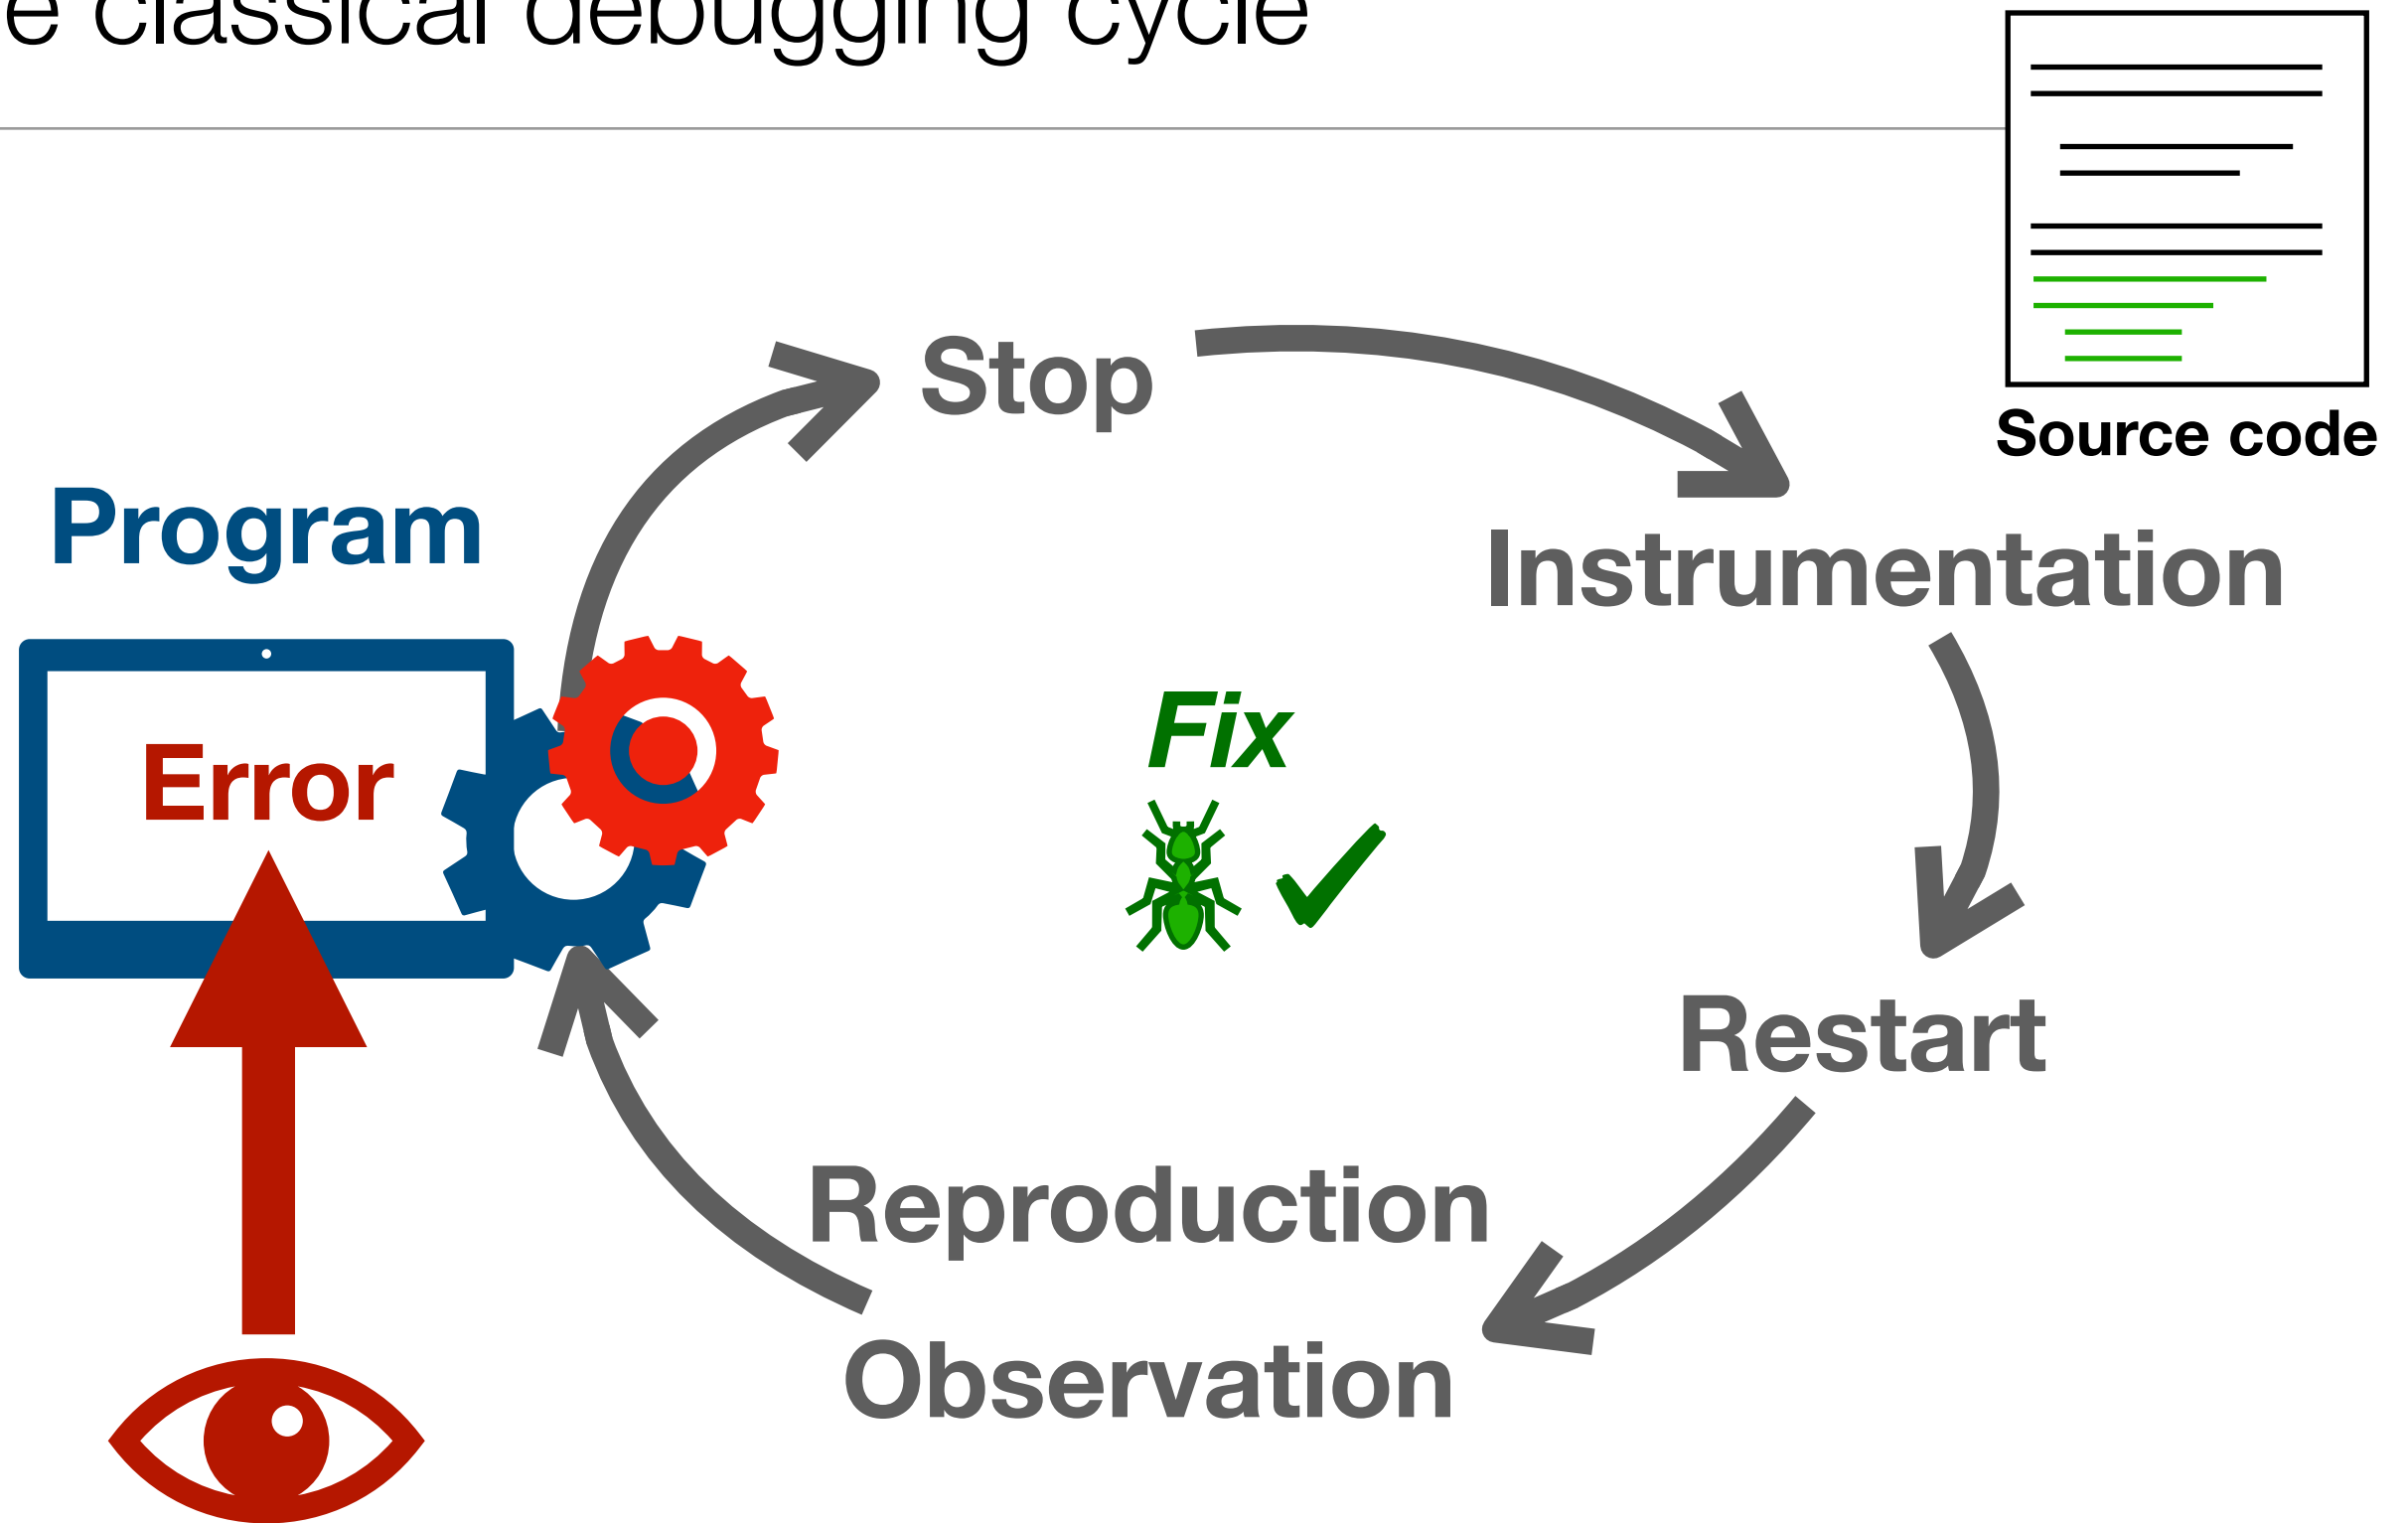 e classical debugging cycle
Source code
Stop
Program
Instrumentation
Error
Fix
Restart
Reproduction
Observation